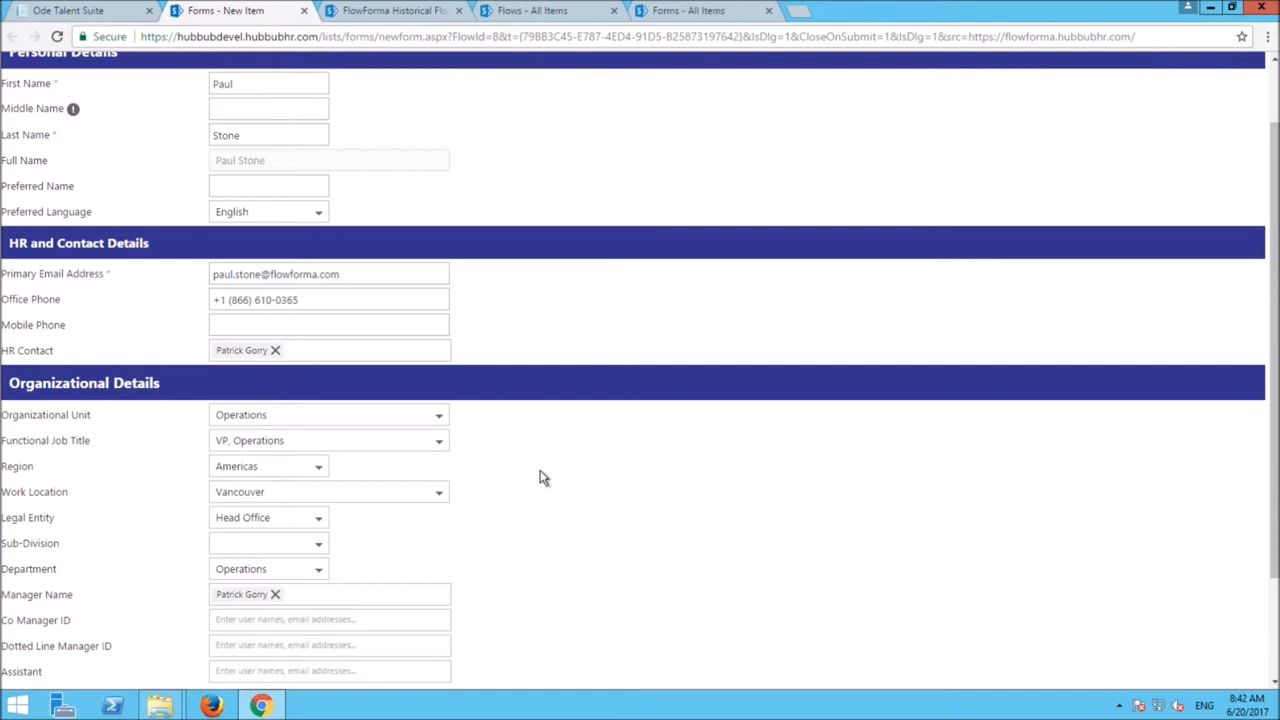 Ode Talent Suite
Forms - New Item
FlowForma Historical Flo
Flows - All Items
Forms - All Items
Secure
https://hubbubdevel.hubbubhr.com/lists/forms/newform.aspx?FlowId=8&t={79BB3C45-E787-4ED4-91D5-B25873197642}&IsDlg=1&CloseOnSubmit=1&IsDlg=1&src=https://flowforma.hubbubhr.com/
Personal Details
First Name * Paul
Middle Name
Last Name * Stone
Full Name Paul Stone
Preferred Name
Preferred Language English
HR and Contact Details
Primary Email Address * paul.stone@flowforma.com
Office Phone +1 (866) 610-0365
Mobile Phone
HR Contact Patrick Gorry
Organizational Details
Organizational Unit Operations
Functional Job Title VP, Operations
Region Americas
Work Location Vancouver
Legal Entity Head Office
Sub-Division
Department Operations
Manager Name Patrick Gorry
Co Manager ID Enter user names, email addresses...
Dotted Line Manager ID Enter user names, email addresses...
Assistant Enter user names, email addresses...
ENG
8:42 AM
6/20/2017